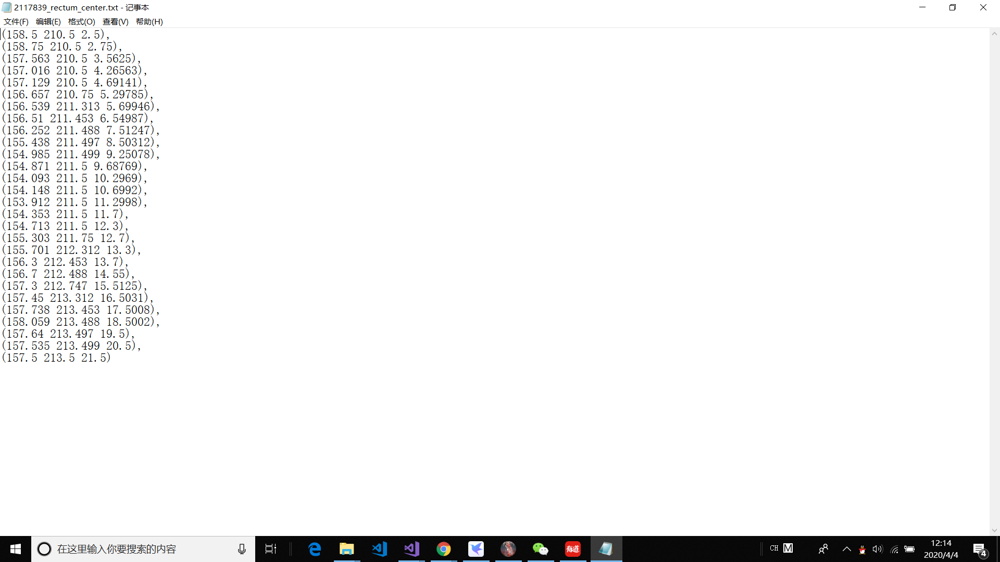 2117839_rectum_center.txt - 记事本
文件(F) 编辑(E) 格式(O) 查看(V) 帮助(H)
(158.5 210.5 2.5),
(158.75 210.5 2.75),
(157.563 210.5 3.5625),
(157.016 210.5 4.26563),
(157.129 210.5 4.69141),
(156.657 210.75 5.29785),
(156.539 211.313 5.69946),
(156.51 211.453 6.54987),
(156.252 211.488 7.51247),
(155.438 211.497 8.50312),
(154.985 211.499 9.25078),
(154.871 211.5 9.68769),
(154.093 211.5 10.2969),
(154.148 211.5 10.6992),
(153.912 211.5 11.2998),
(154.353 211.5 11.7),
(154.713 211.5 12.3),
(155.303 211.75 12.7),
(155.701 212.312 13.3),
(156.3 212.453 13.7),
(156.7 212.488 14.55),
(157.3 212.747 15.5125),
(157.45 213.312 16.5031),
(157.738 213.453 17.5008),
(158.059 213.488 18.5002),
(157.64 213.497 19.5),
(157.535 213.499 20.5),
(157.5 213.5 21.5)
在这里输入你要搜索的内容
有道
CH M
12:14
2020/4/4
4